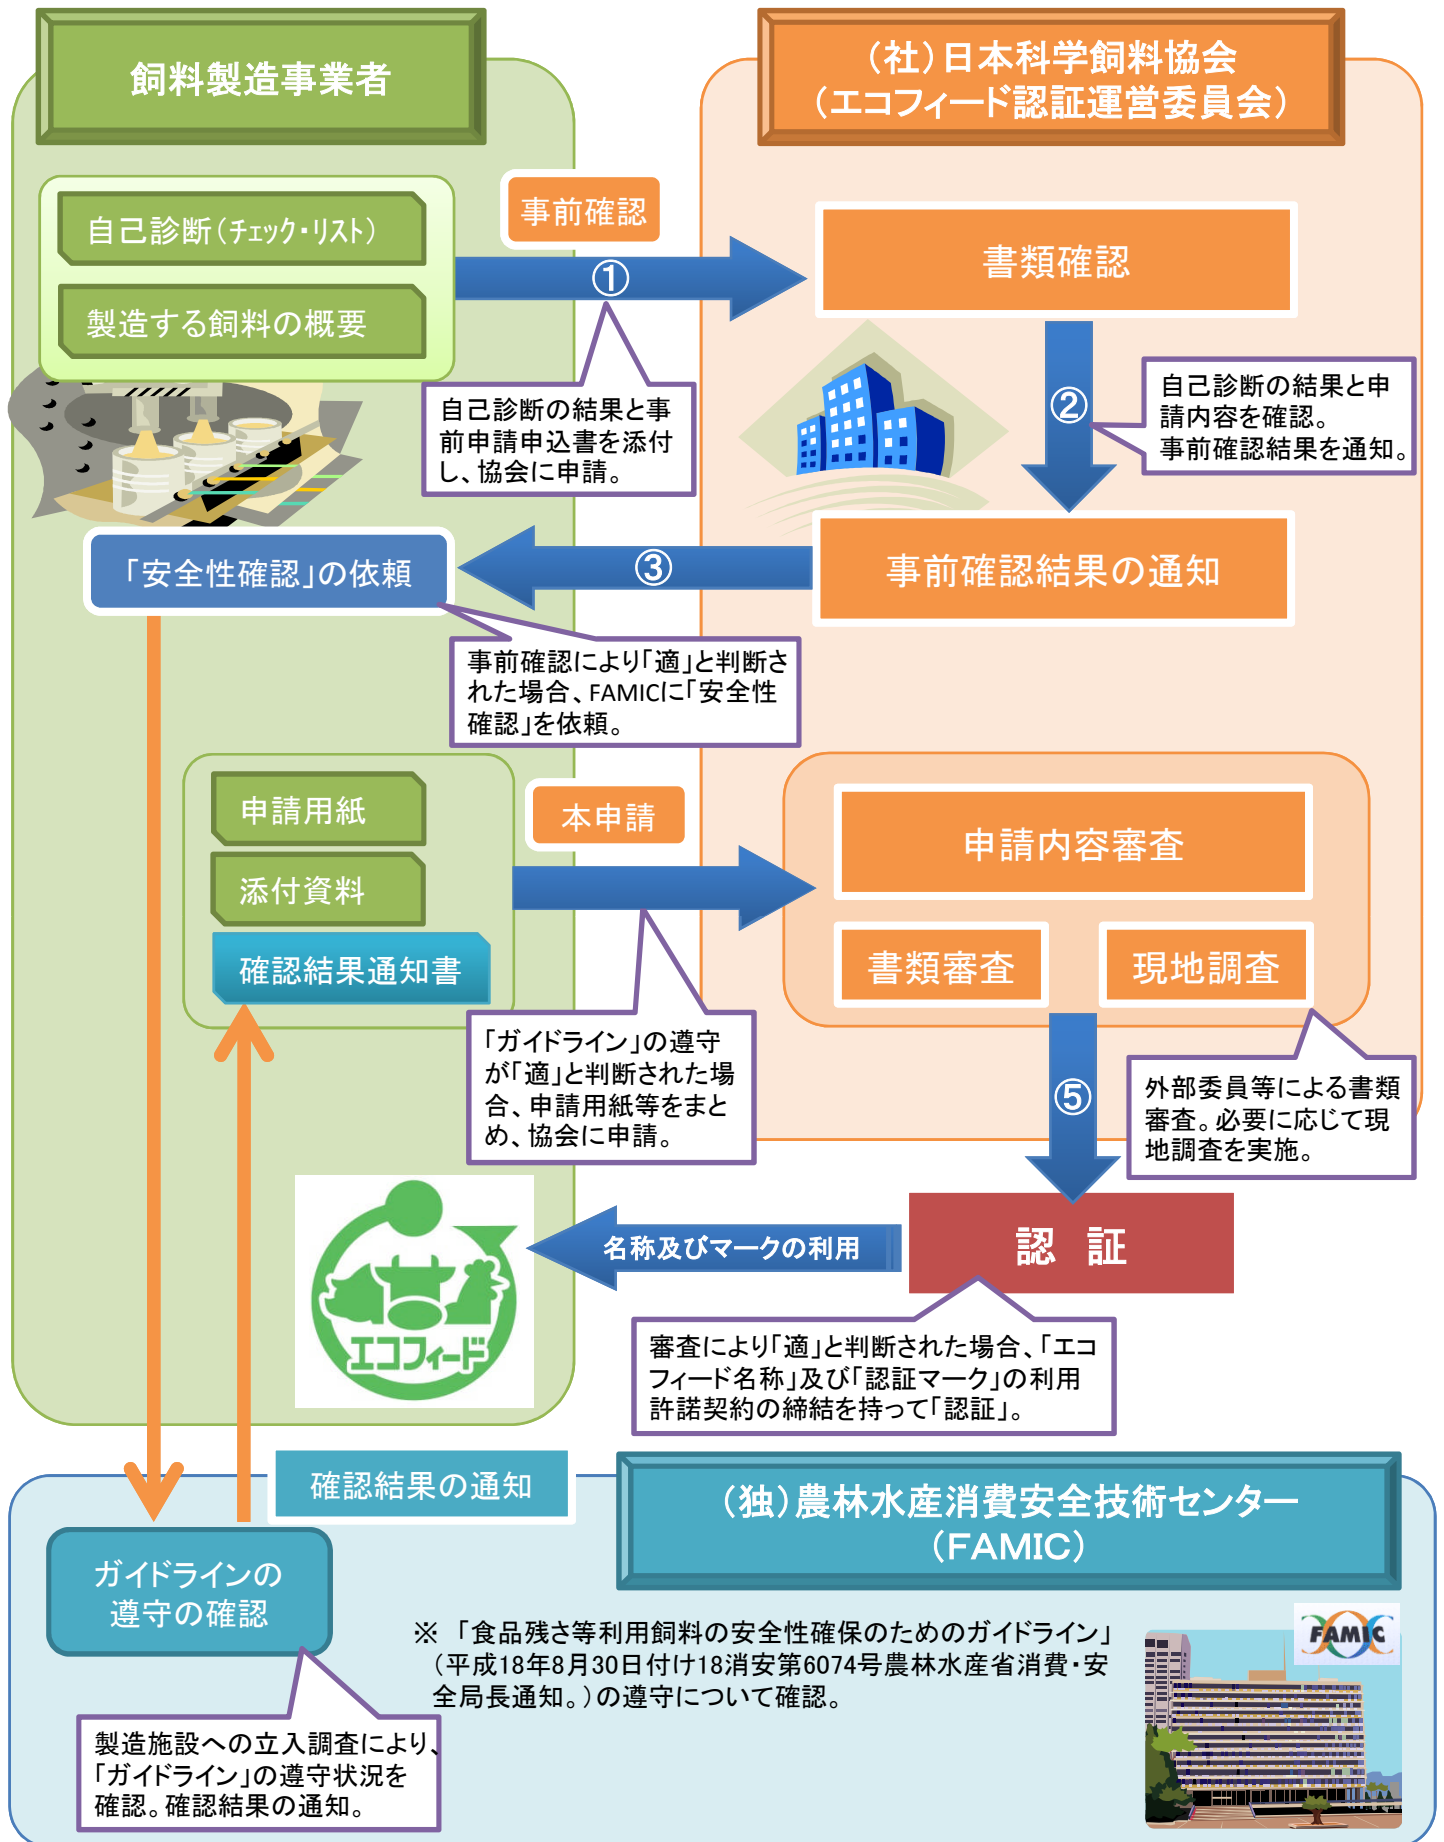 飼料製造事業者
（社）日本科学飼料協会
（エコフィード認証運営委員会）
自己診断（チェック・リスト）
製造する飼料の概要
事前確認
①
書類確認
自己診断の結果と事
前申請申込書を添付
し、協会に申請。
②
自己診断の結果と申
請内容を確認。
事前確認結果を通知。
「安全性確認」の依頼
③
事前確認結果の通知
事前確認により「適」と判断さ
れた場合、FAMICに「安全性
確認」を依頼。
申請用紙
添付資料
確認結果通知書
本申請
申請内容審査
書類審査
現地調査
「ガイドライン」の遵守
が「適」と判断された場
合、申請用紙等をまと
め、協会に申請。
⑤
外部委員等による書類
審査。必要に応じて現
地調査を実施。
エコフィード
名称及びマークの利用
認　証
審査により「適」と判断された場合、「エコ
フィード名称」及び「認証マーク」の利用
許諾契約の締結を持って「認証」。
確認結果の通知
（独）農林水産消費安全技術センター
（FAMIC）
ガイドラインの
遵守の確認
※　「食品残さ等利用飼料の安全性確保のためのガイドライン」
（平成18年8月30日付け18消安第6074号農林水産省消費・安
全局長通知。）の遵守について確認。
FAMIC
製造施設への立入調査により、
「ガイドライン」の遵守状況を
確認。確認結果の通知。